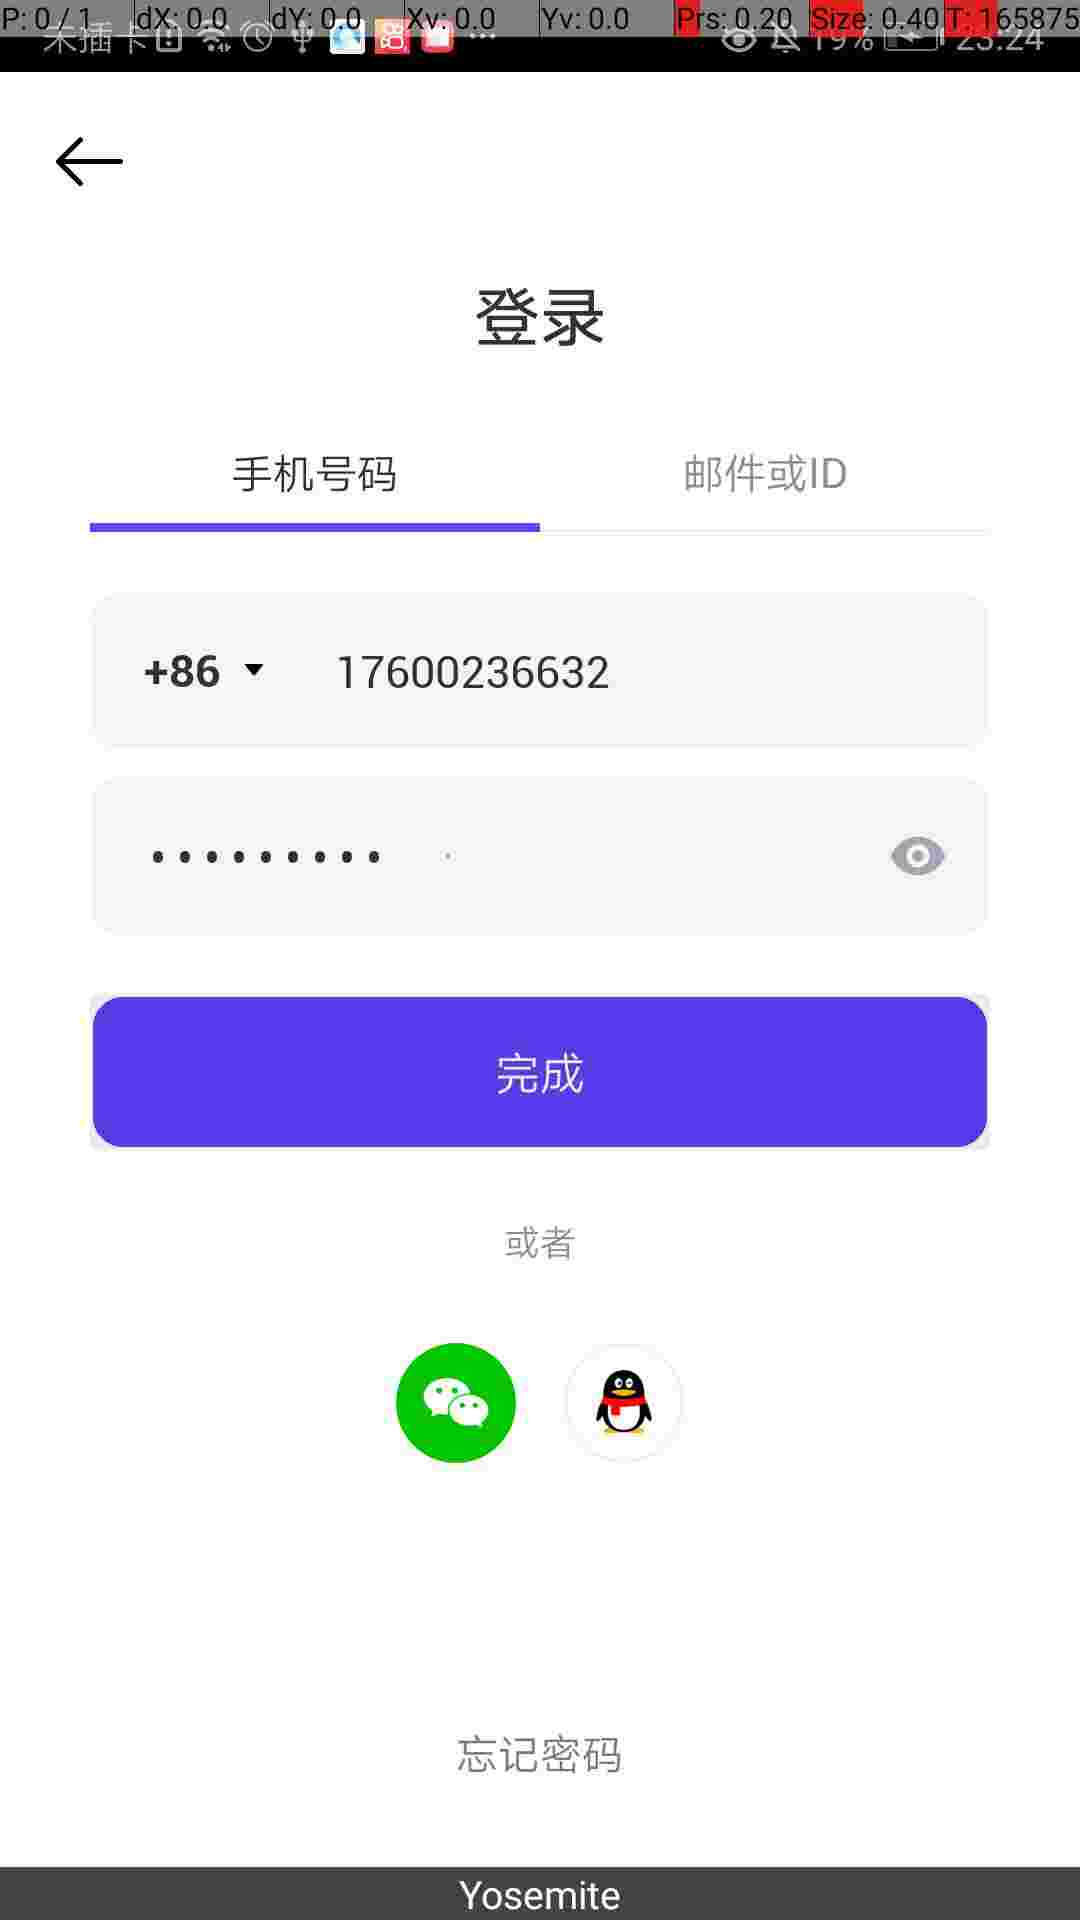 P: 0 / 1 dX: 0.0 dY: 0.0 Xv: 0.0 Yv: 0.0 Prs: 0.20 Size: 0.40 T: 165875
未插卡 19% 23:24
登录
手机号码 邮件或ID
+86 17600236632
完成
或者
忘记密码
Yosemite